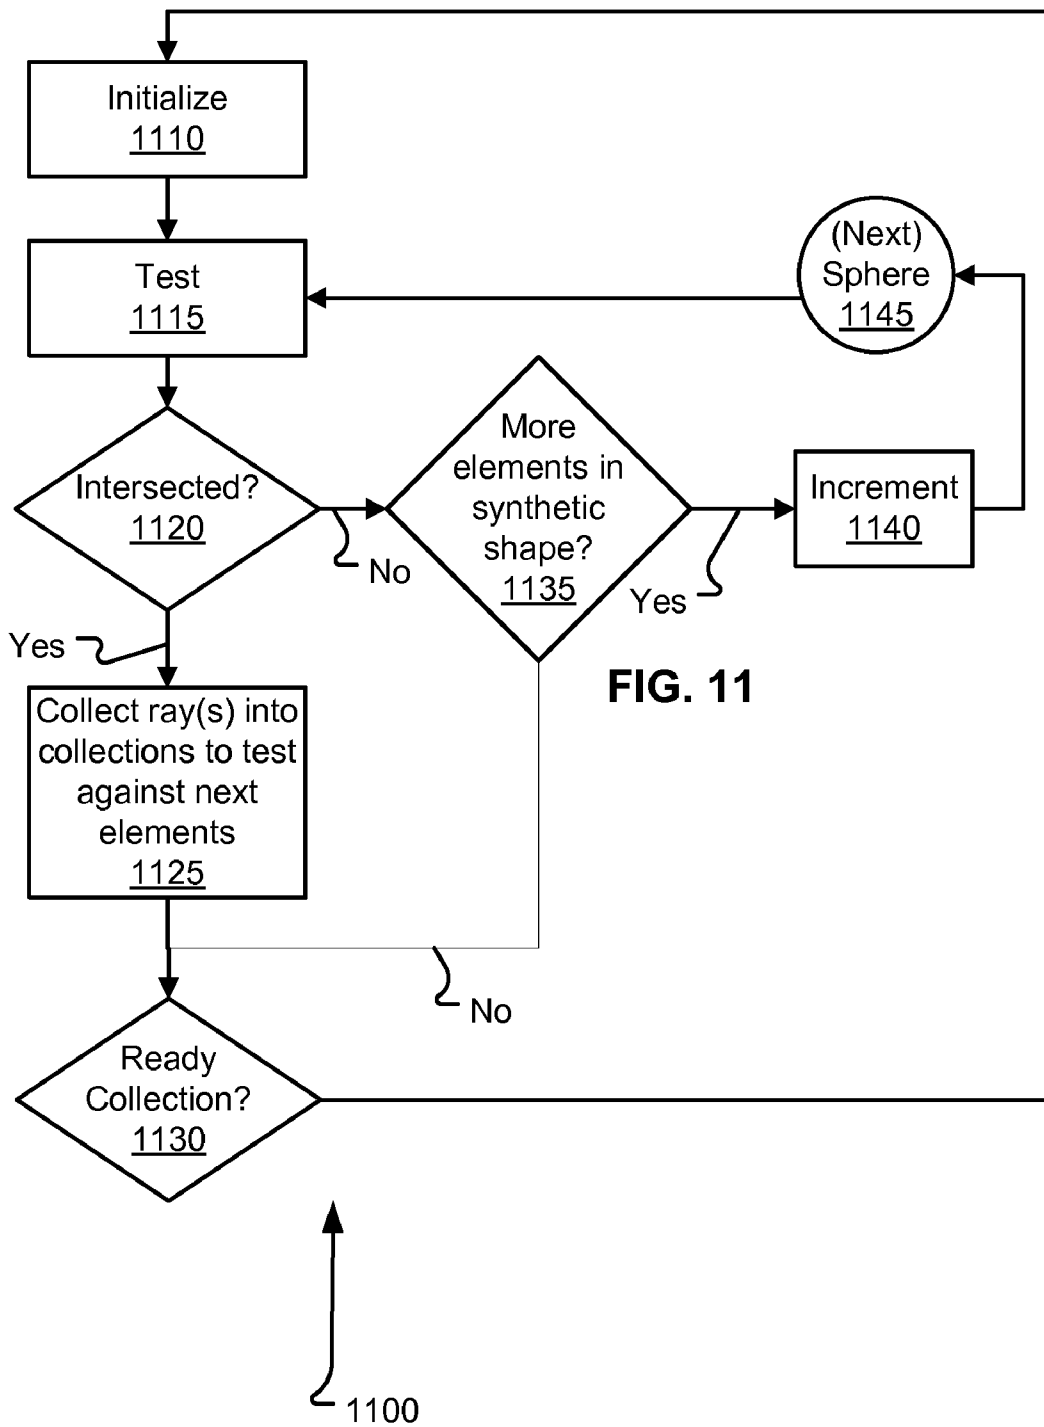 Initialize
1110
Test
1115
(Next)
Sphere
1145
Intersected?
1120
No
More
elements in
synthetic
shape?
1135
Yes
Increment
1140
Yes
Collect ray(s) into
collections to test
against next
elements
1125
FIG. 11
No
Ready
Collection?
1130
1100